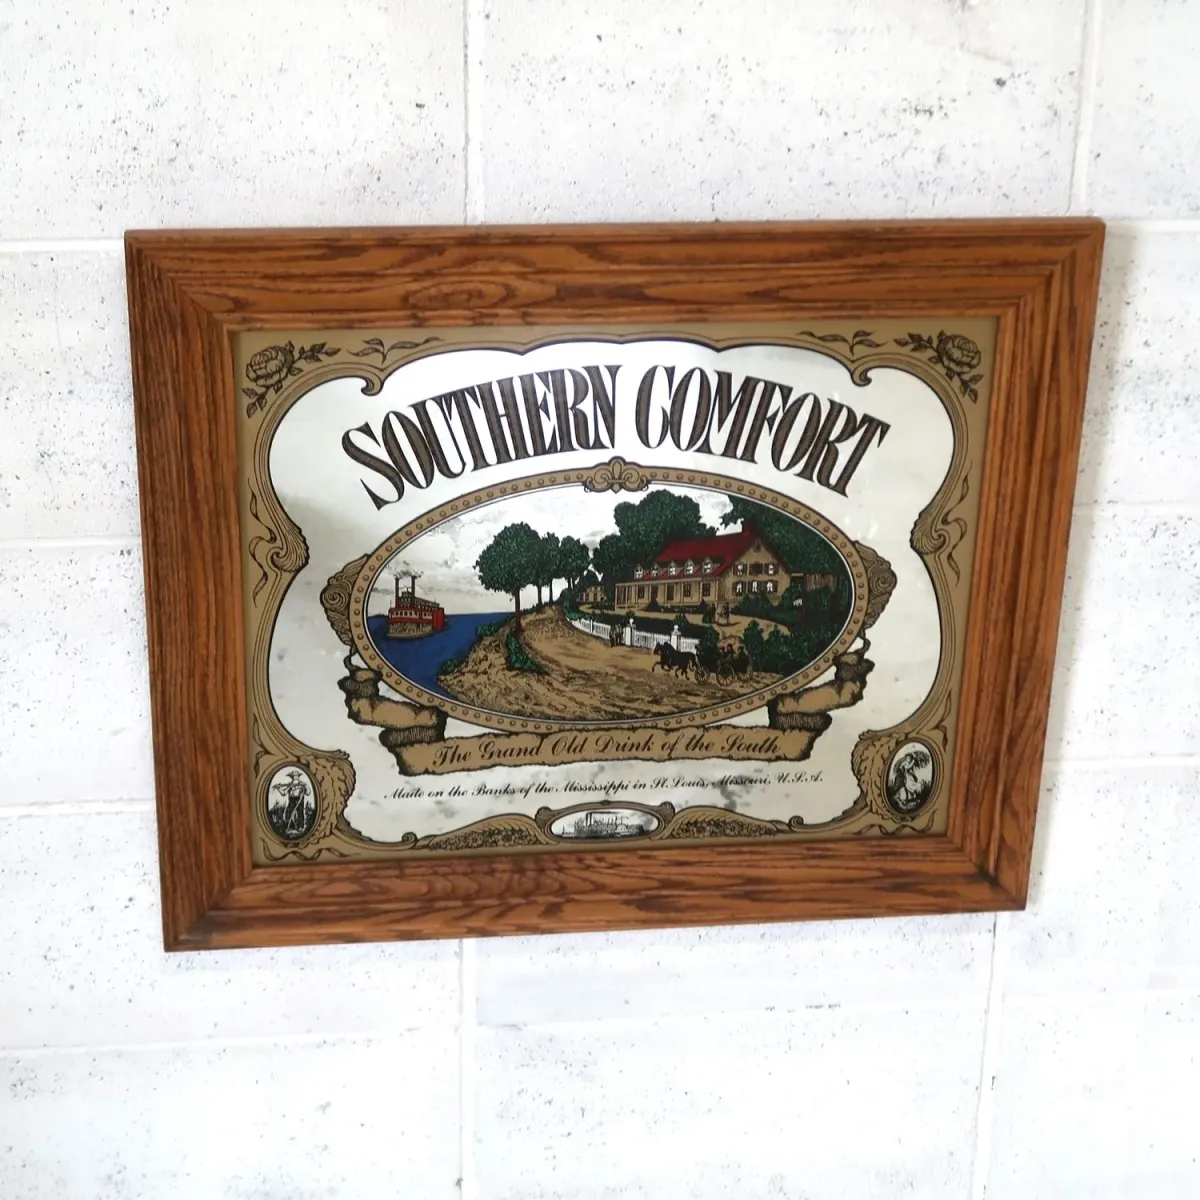 SOUTHERN COMFORT
The Grand Old Drink of the South
Made on the Banks of the Mississippi in St. Louis, Missouri, U.S.A.